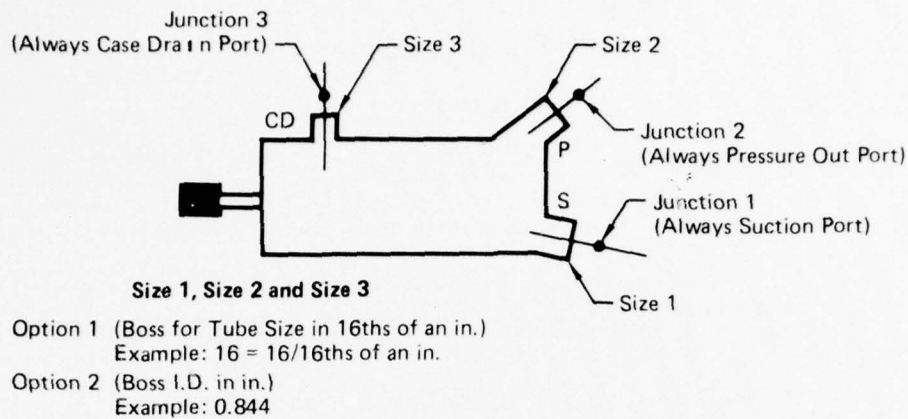 Junction 3
(Always Case Drain Port)
Size 3
Size 2
CD
Junction 2
(Always Pressure Out Port)
P
S
Junction 1
(Always Suction Port)
Size 1
Size 1, Size 2 and Size 3
Option 1 (Boss for Tube Size in 16ths of an in.)
Example: 16 = 16/16ths of an in.
Option 2 (Boss I.D. in in.)
Example: 0.844